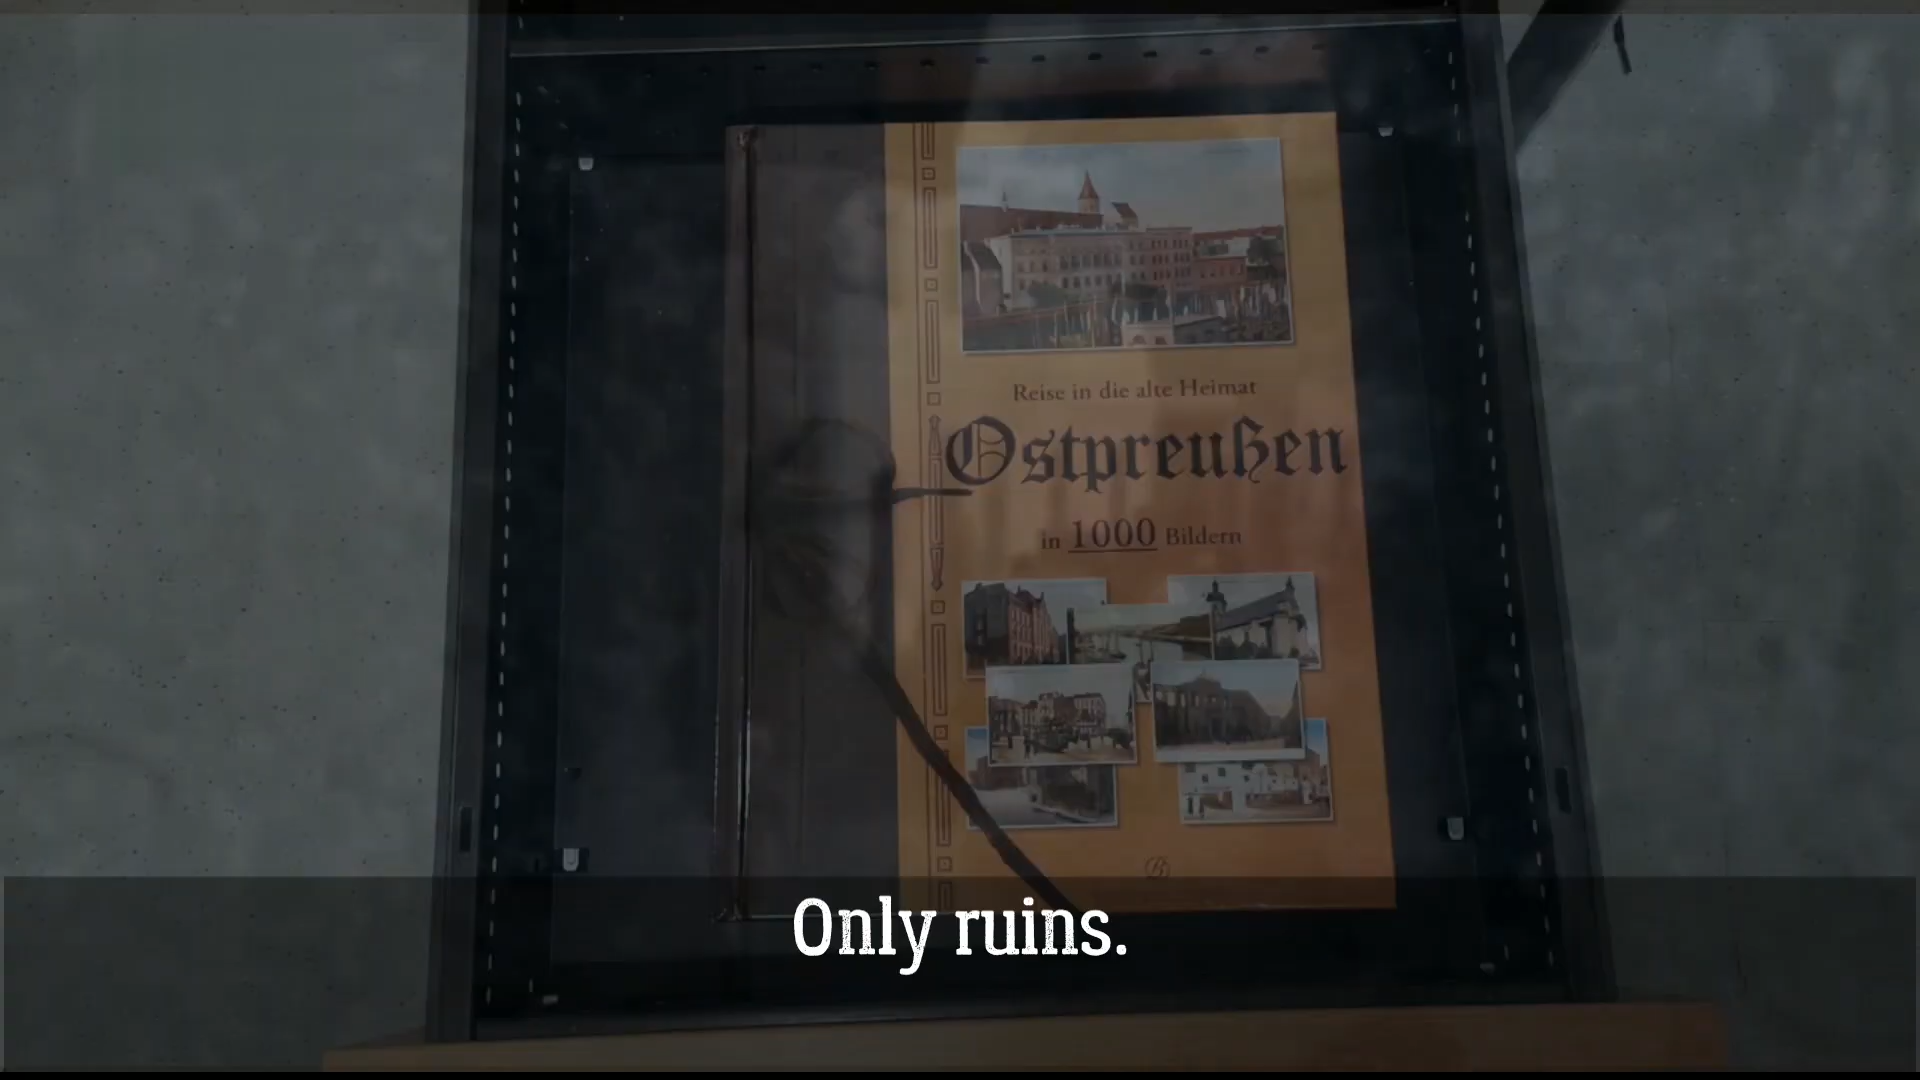 Reise in die alte Heimat
Ostpreußen
in 1000 Bildern
B
Only ruins.